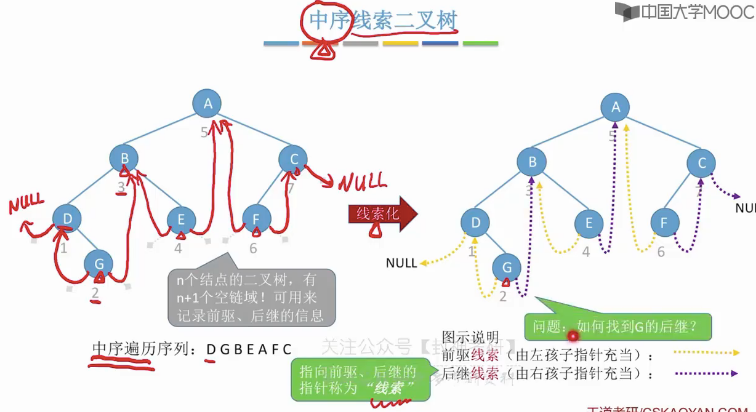 中序线索二叉树
中国大学MOOC
A
5
B
3
C
7
NULL
NULL
D
1
E
4
F
6
G
2
线索化
A
5
B
3
C
7
NUL
D
1
E
4
F
6
NULL
G
2
n个结点的二叉树，有
n+1个空链域！可用来
记录前驱、后继的信息
问题：如何找到G的后继？
中序遍历序列：D G B E A F C
关注公众号
图示说明
前驱线索（由左孩子指针充当）：
后继线索（由右孩子指针充当）：
指向前驱、后继的
指针称为“线索”
王道考研/CSKAOYAN.COM